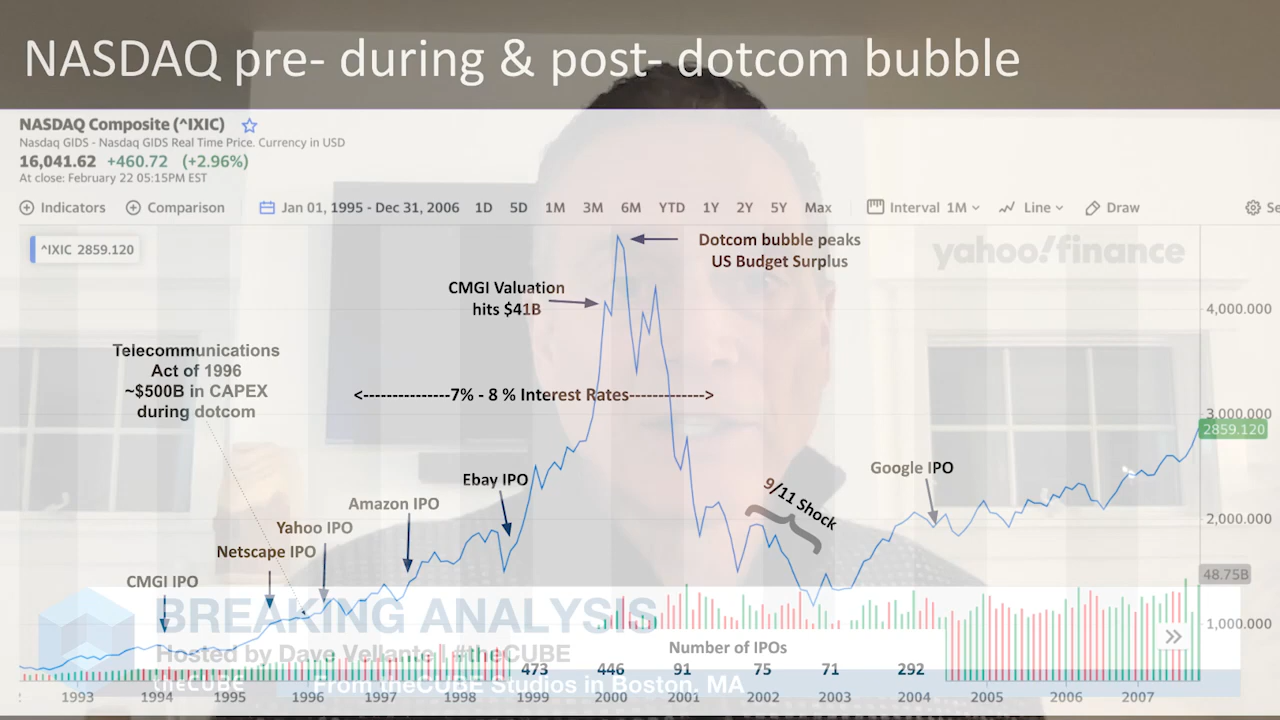 NASDAQ pre- during & post- dotcom bubble
NASDAQ Composite (^IXIC)
Nasdaq GIDS - Nasdaq GIDS Real Time Price. Currency in USD
16,041.62 +460.72 (+2.96%)
At close: February 22 05:15PM EST
Indicators Comparison Jan 01, 1995 - Dec 31, 2006 1D 5D 1M 3M 6M YTD 1Y 2Y 5Y Max Interval 1M Line Draw Se
^IXIC 2859.120
yahoo!finance
Dotcom bubble peaks
US Budget Surplus
CMGI Valuation
hits $41B
4,000.000
Telecommunications
Act of 1996
~$500B in CAPEX
during dotcom
<---------------7% - 8 % Interest Rates------------->
3,000.000
2859.120
Google IPO
Ebay IPO
9/11 Shock
Amazon IPO
Yahoo IPO
2,000.000
Netscape IPO
CMGI IPO
48.75B
BREAKING ANALYSIS
1,000.000
Number of IPOs
Hosted by Dave Vellante | #theCUBE
473 446 91 75 71 292
theCUBE From theCUBE Studios in Boston, MA
1993 1994 1995 1996 1997 1998 1999 2000 2001 2002 2003 2004 2005 2006 2007